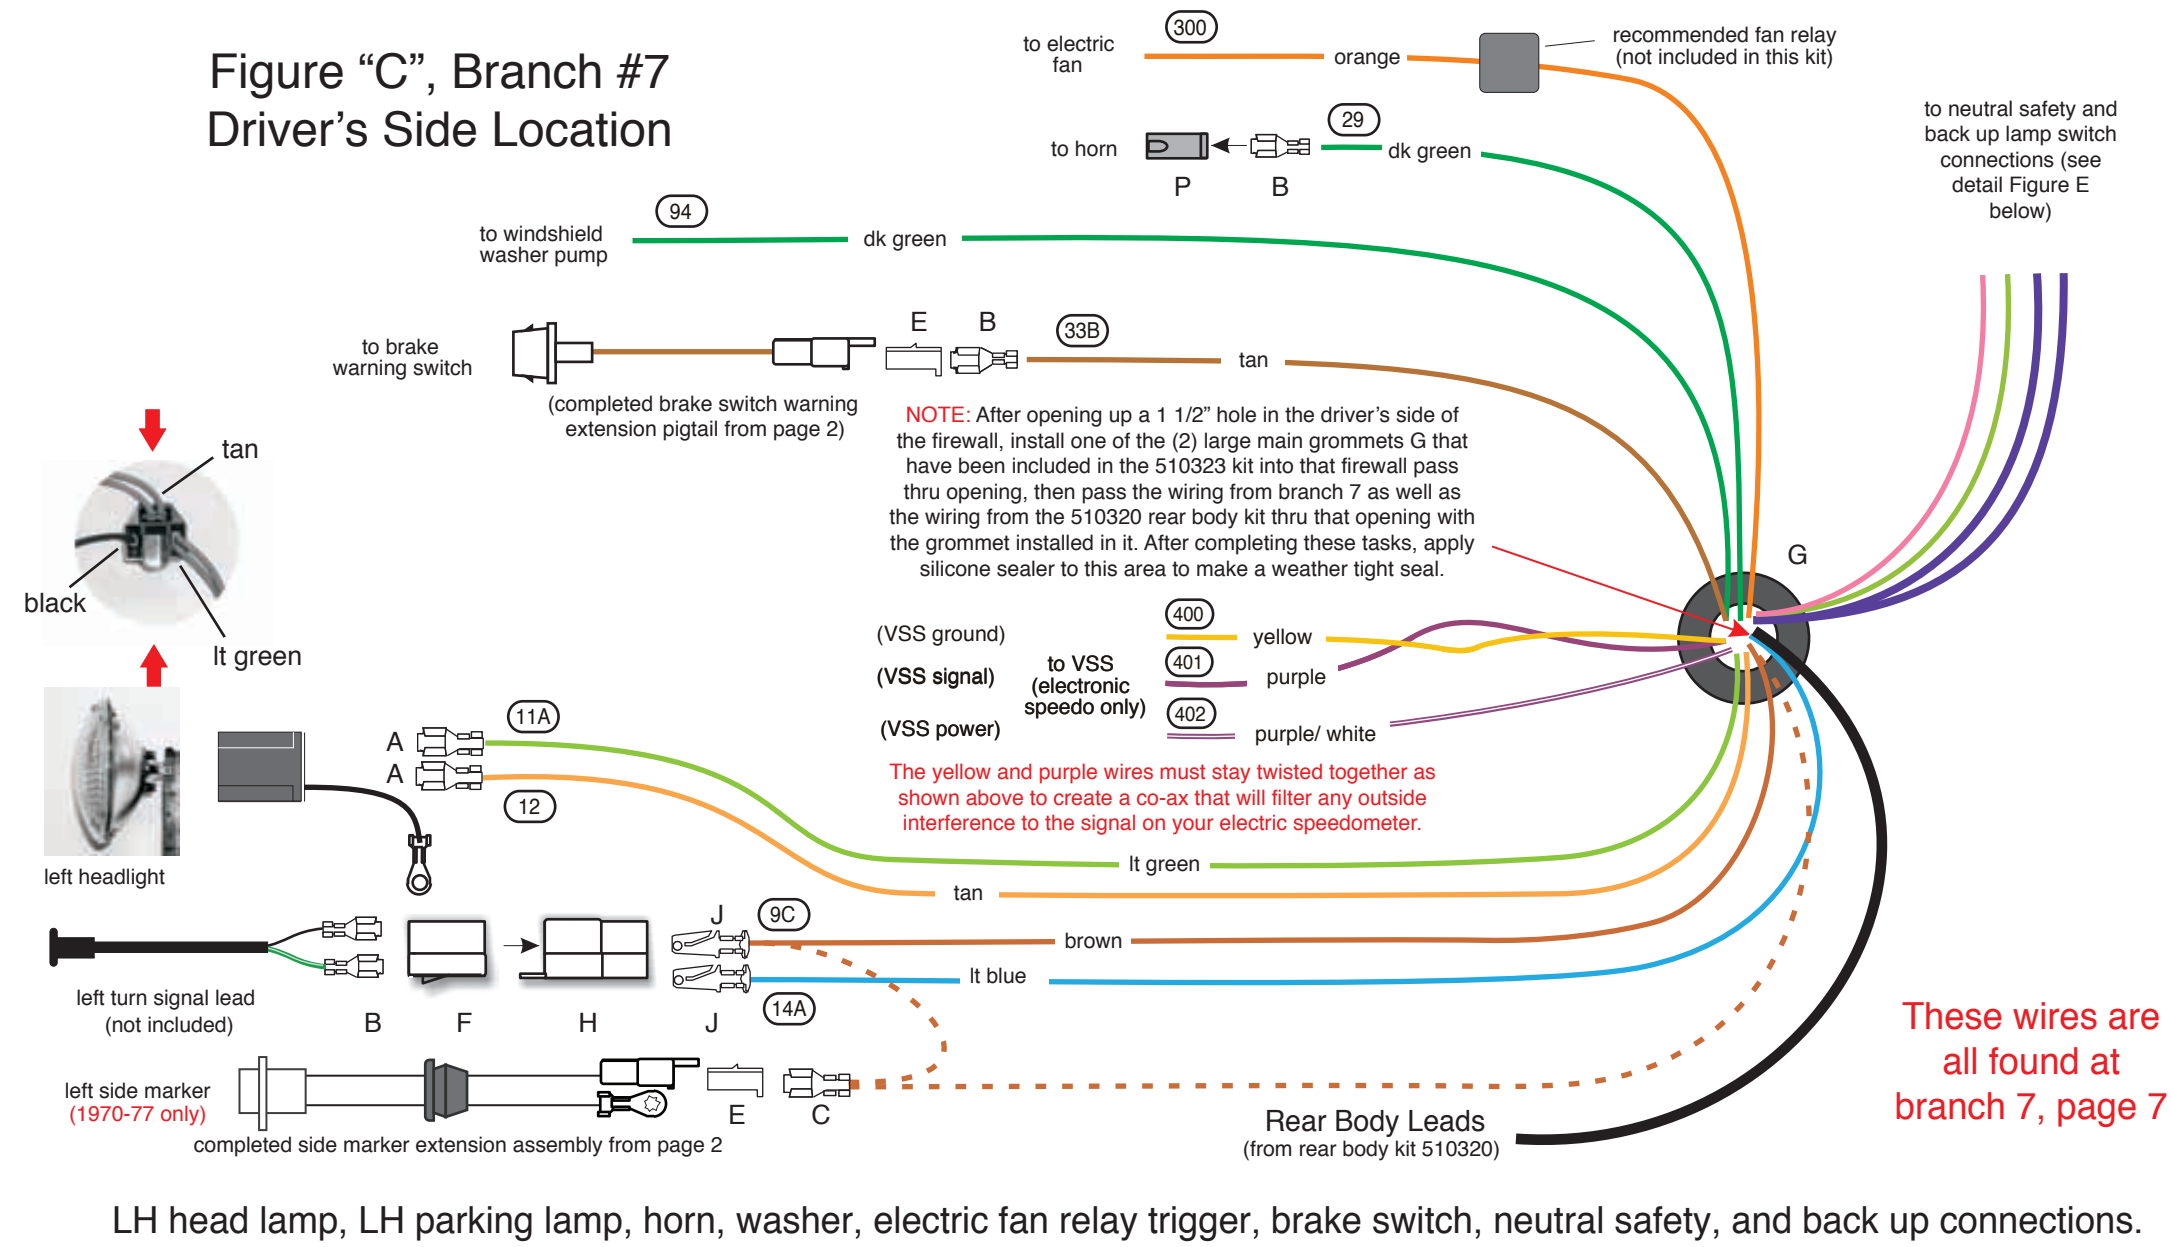 Figure “C”, Branch #7
Driver’s Side Location
300
to electric
fan
orange
recommended fan relay
(not included in this kit)
to horn
P
B
29
dk green
to neutral safety and
back up lamp switch
connections (see
detail Figure E
below)
94
to windshield
washer pump
dk green
to brake
warning switch
E
B
33B
tan
(completed brake switch warning
extension pigtail from page 2)
NOTE: After opening up a 1 1/2” hole in the driver’s side of
the firewall, install one of the (2) large main grommets G that
have been included in the 510323 kit into that firewall pass
thru opening, then pass the wiring from branch 7 as well as
the wiring from the 510320 rear body kit thru that opening with
the grommet installed in it. After completing these tasks, apply
silicone sealer to this area to make a weather tight seal.
G
tan
black
lt green
(VSS ground)
(VSS signal)
(VSS power)
to VSS
(electronic
speedo only)
400
yellow
401
purple
402
purple/ white
The yellow and purple wires must stay twisted together as
shown above to create a co-ax that will filter any outside
interference to the signal on your electric speedometer.
left headlight
A
11A
A
12
lt green
tan
J
9C
brown
lt blue
14A
left turn signal lead
(not included)
B
F
H
J
left side marker
(1970-77 only)
E
C
completed side marker extension assembly from page 2
Rear Body Leads
(from rear body kit 510320)
These wires are
all found at
branch 7, page 7
LH head lamp, LH parking lamp, horn, washer, electric fan relay trigger, brake switch, neutral safety, and back up connections.